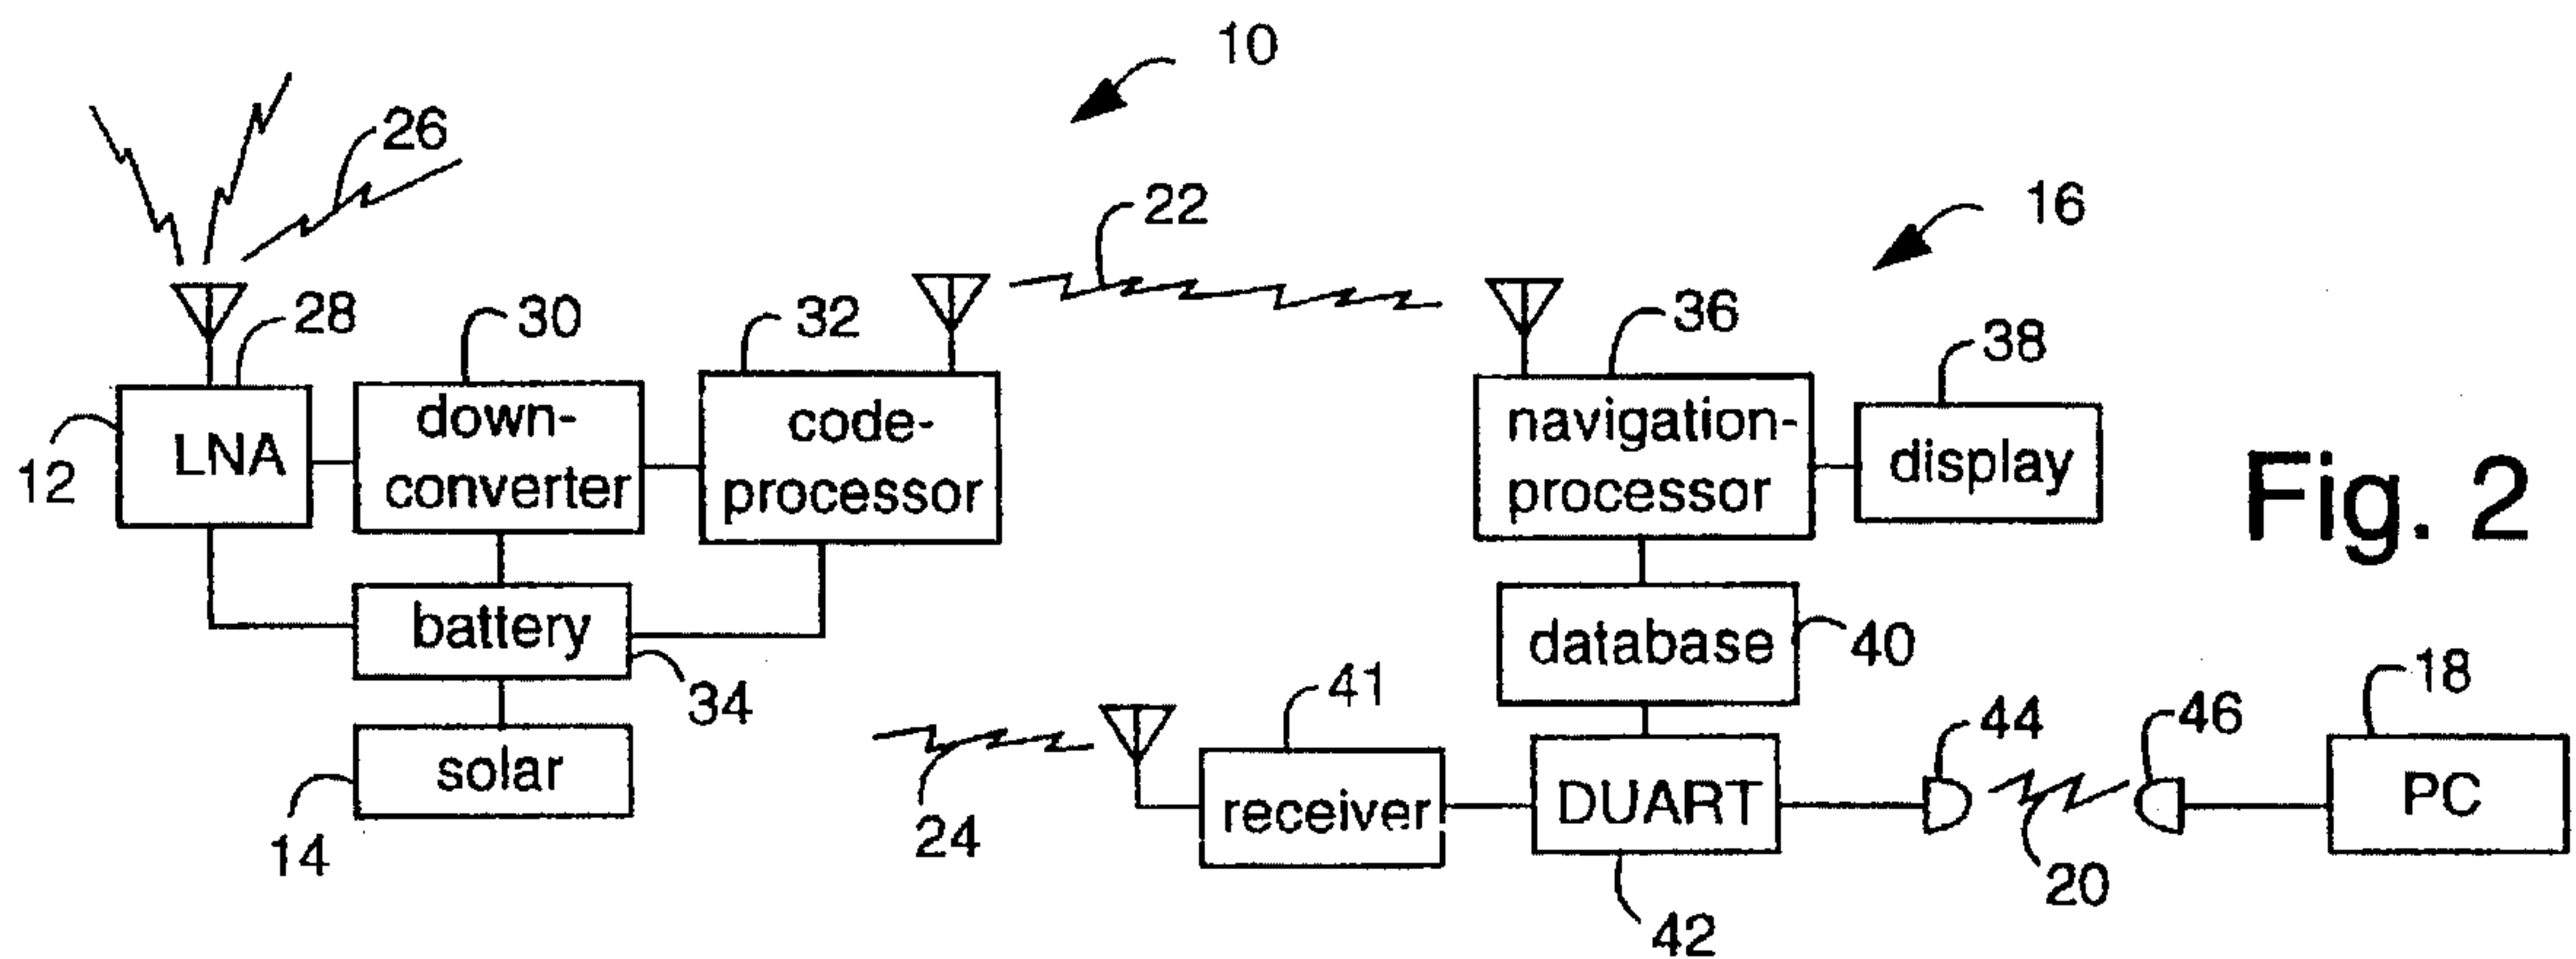 10
26
22
16
28
30
32
36
38
12
LNA
down-
converter
code-
processor
navigation-
processor
display
Fig. 2
battery
34
database
40
solar
14
24
41
receiver
DUART
42
44
20
46
18
PC